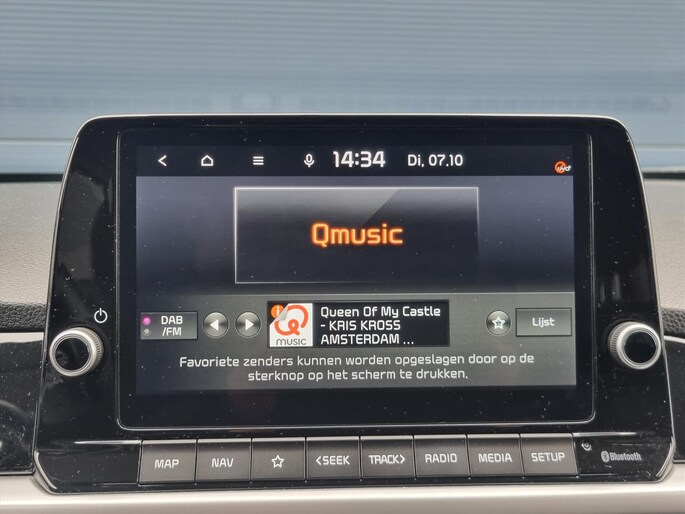 14:34 Di, 07.10
Qmusic
DAB
/FM
Q
MUSIC
Queen Of My Castle
- KRIS KROSS
AMSTERDAM ...
Lijst
Favoriete zenders kunnen worden opgeslagen door op de
sterknop op het scherm te drukken.
MAP NAV <SEEK TRACK> RADIO MEDIA SETUP Bluetooth